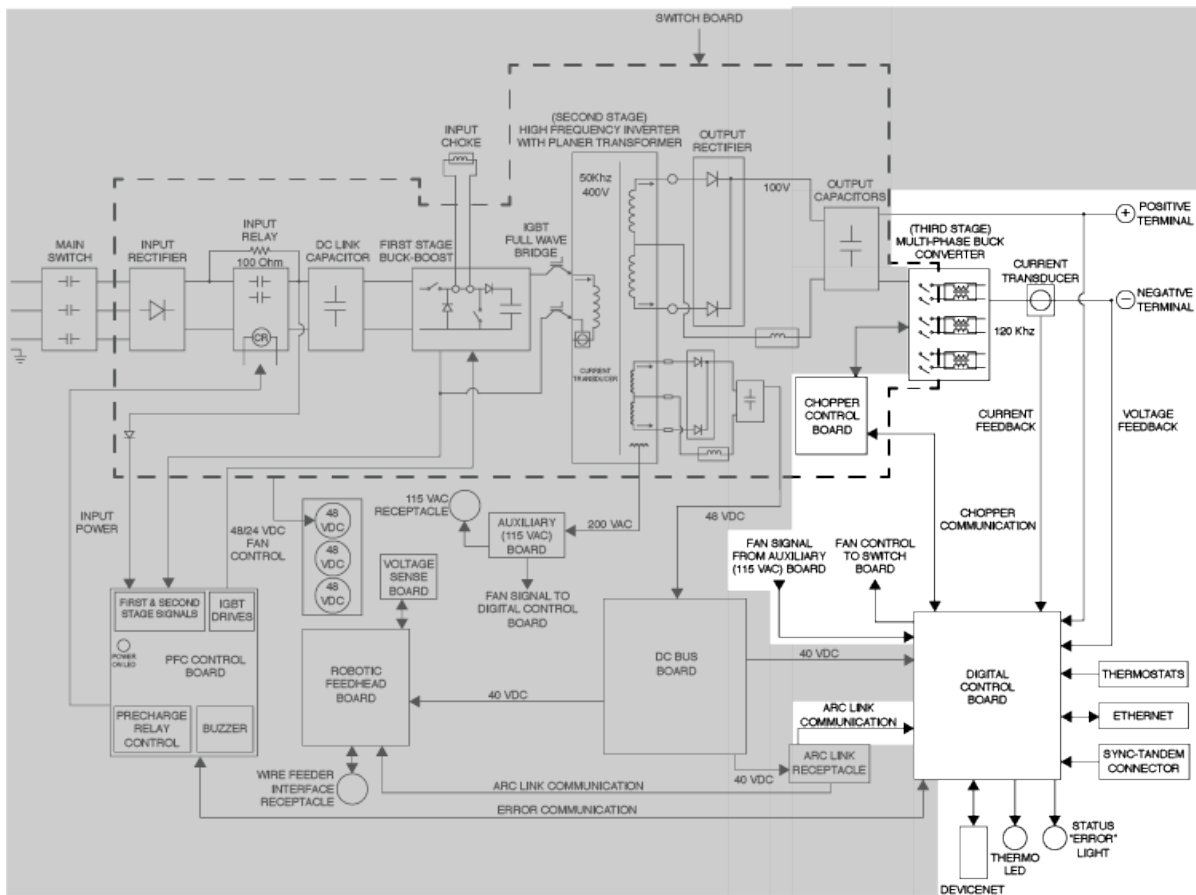 SWITCH BOARD
(SECOND STAGE)
HIGH FREQUENCY INVERTER
WITH PLANER TRANSFORMER
INPUT
CHOKE
OUTPUT
RECTIFIER
50Khz
400V
100V
OUTPUT
CAPACITORS
POSITIVE
TERMINAL
(THIRD STAGE)
MULTI-PHASE BUCK
CONVERTER
CURRENT
TRANSDUCER
NEGATIVE
TERMINAL
120 Khz
MAIN
SWITCH
INPUT
RECTIFIER
INPUT
RELAY
100 Ohm
CR
DC LINK
CAPACITOR
FIRST STAGE
BUCK-BOOST
IGBT
FULL WAVE
BRIDGE
CURRENT
TRANSDUCER
CHOPPER
CONTROL
BOARD
CURRENT
FEEDBACK
VOLTAGE
FEEDBACK
CHOPPER
COMMUNICATION
INPUT
POWER
48/24 VDC
FAN
CONTROL
48
VDC
48
VDC
48
VDC
115 VAC
RECEPTACLE
AUXILIARY
(115 VAC)
BOARD
200 VAC
48 VDC
VOLTAGE
SENSE
BOARD
FAN SIGNAL TO
DIGITAL CONTROL
BOARD
FAN SIGNAL
FROM AUXILIARY
(115 VAC) BOARD
FAN CONTROL
TO SWITCH
BOARD
FIRST & SECOND
STAGE SIGNALS
IGBT
DRIVES
POWER
ON LED
PFC CONTROL
BOARD
PRECHARGE
RELAY
CONTROL
BUZZER
ROBOTIC
FEEDHEAD
BOARD
40 VDC
DC BUS
BOARD
40 VDC
DIGITAL
CONTROL
BOARD
THERMOSTATS
ETHERNET
SYNC-TANDEM
CONNECTOR
ARC LINK
COMMUNICATION
ARC LINK
RECEPTACLE
40 VDC
WIRE FEEDER
INTERFACE
RECEPTACLE
ARC LINK COMMUNICATION
ERROR COMMUNICATION
DEVICENET
THERMO
LED
STATUS
"ERROR"
LIGHT